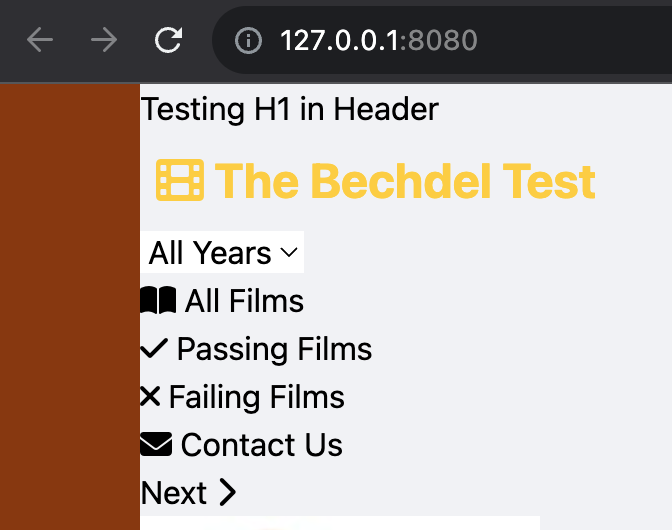 127.0.0.1:8080
Testing H1 in Header
The Bechdel Test
All Years
All Films
Passing Films
Failing Films
Contact Us
Next